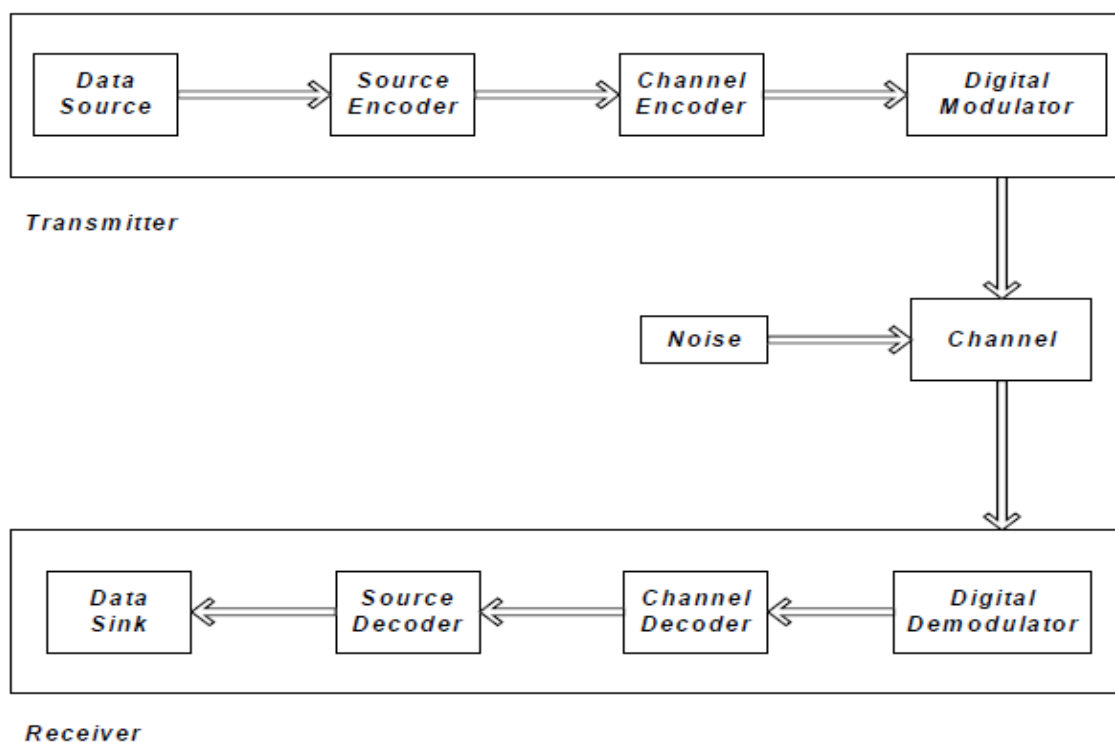 Data
Source
Source
Encoder
Channel
Encoder
Digital
Modulator
Transmitter
Noise
Channel
Data
Sink
Source
Decoder
Channel
Decoder
Digital
Demodulator
Receiver